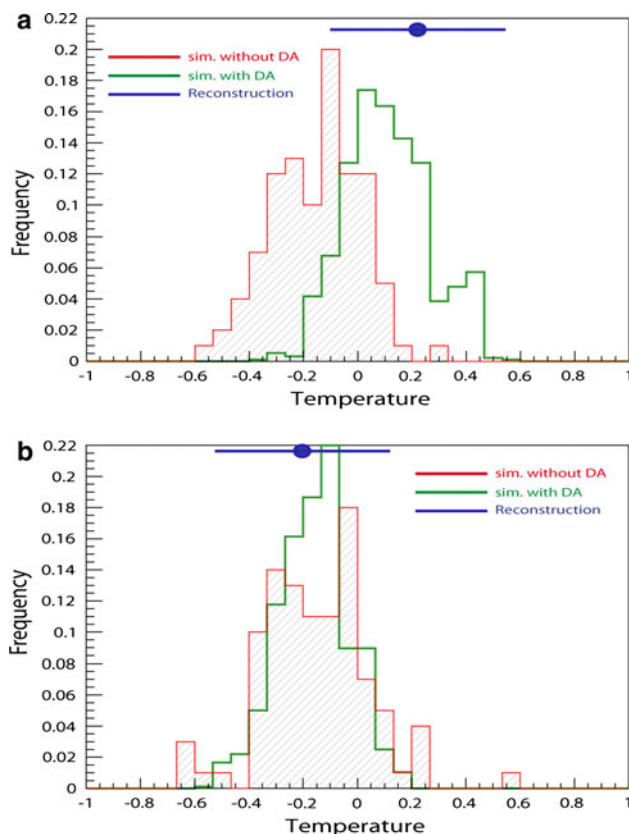 a
0.22
0.2
0.18
0.16
0.14
0.12
0.1
0.08
0.06
0.04
0.02
0
Frequency
sim. without DA
sim. with DA
Reconstruction
-1 -0.8 -0.6 -0.4 -0.2 0 0.2 0.4 0.6 0.8 1
Temperature
b
0.22
0.2
0.18
0.16
0.14
0.12
0.1
0.08
0.06
0.04
0.02
0
Frequency
sim. without DA
sim. with DA
Reconstruction
-1 -0.8 -0.6 -0.4 -0.2 0 0.2 0.4 0.6 0.8 1
Temperature